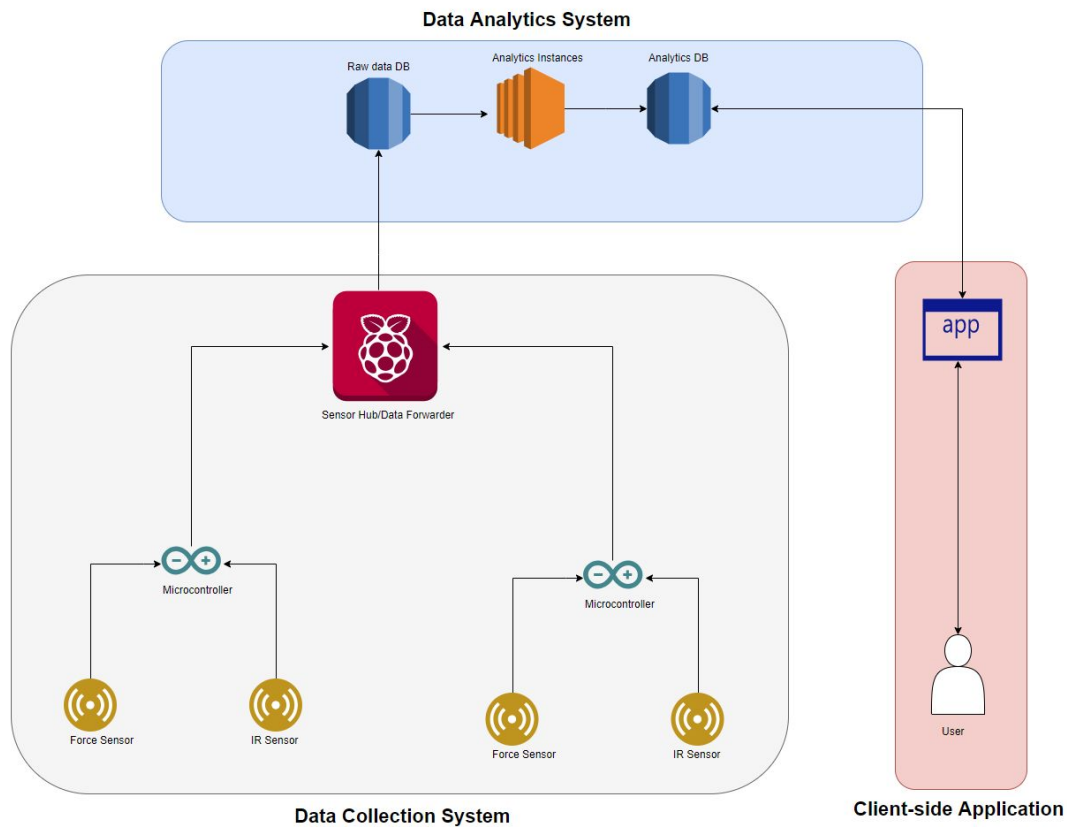 Data Analytics System
Raw data DB
Analytics Instances
Analytics DB
app
Sensor Hub/Data Forwarder
Microcontroller
Microcontroller
Force Sensor
IR Sensor
Force Sensor
IR Sensor
User
Data Collection System
Client-side Application